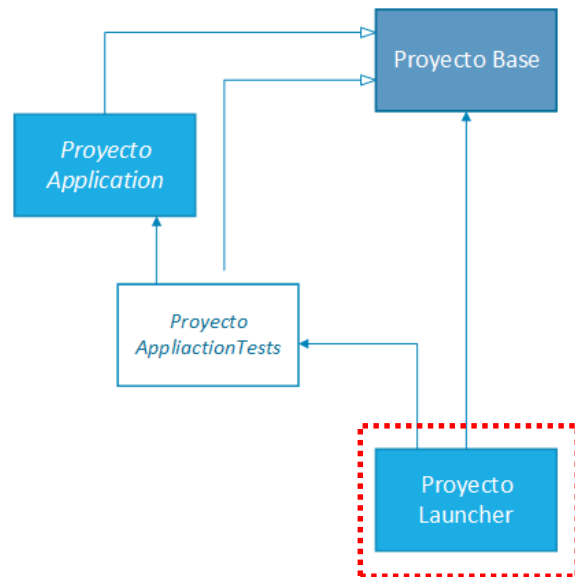 Proyecto Base
Proyecto
Application
Proyecto
AppliactionTests
Proyecto
Launcher